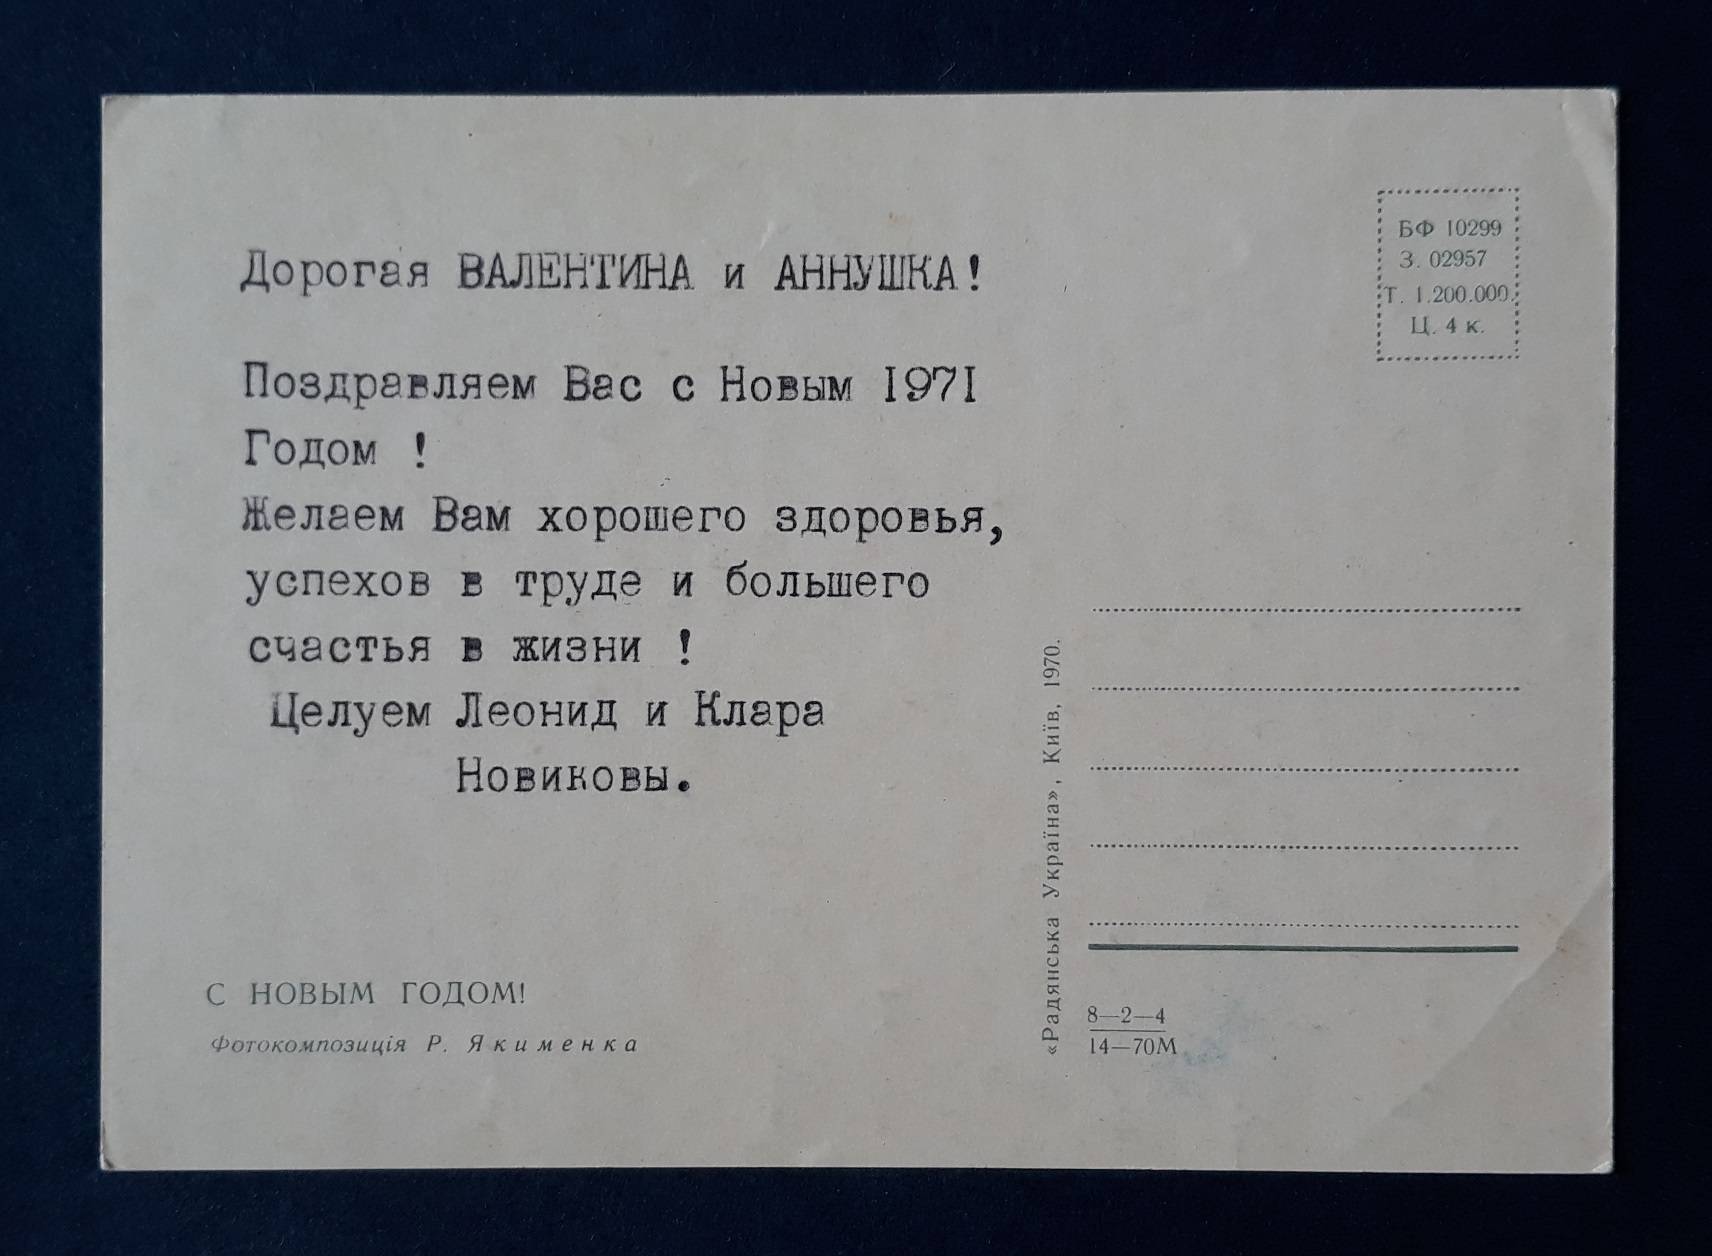 Дорогая ВАЛЕНТИНА и АННУШКА!
Поздравляем Вас с Новым 1971
Годом !
Желаем Вам хорошего здоровья,
успехов в труде и большего
счастья в жизни !
Целуем Леонид и Клара
Новиковы.
С НОВЫМ ГОДОМ!
Фотокомпозиція Р. Якименка
«Радянська Україна», Київ, 1970.
БФ 10299
З. 02957
Т. 1.200.000.
Ц. 4 к.
8—2—4
14—70М